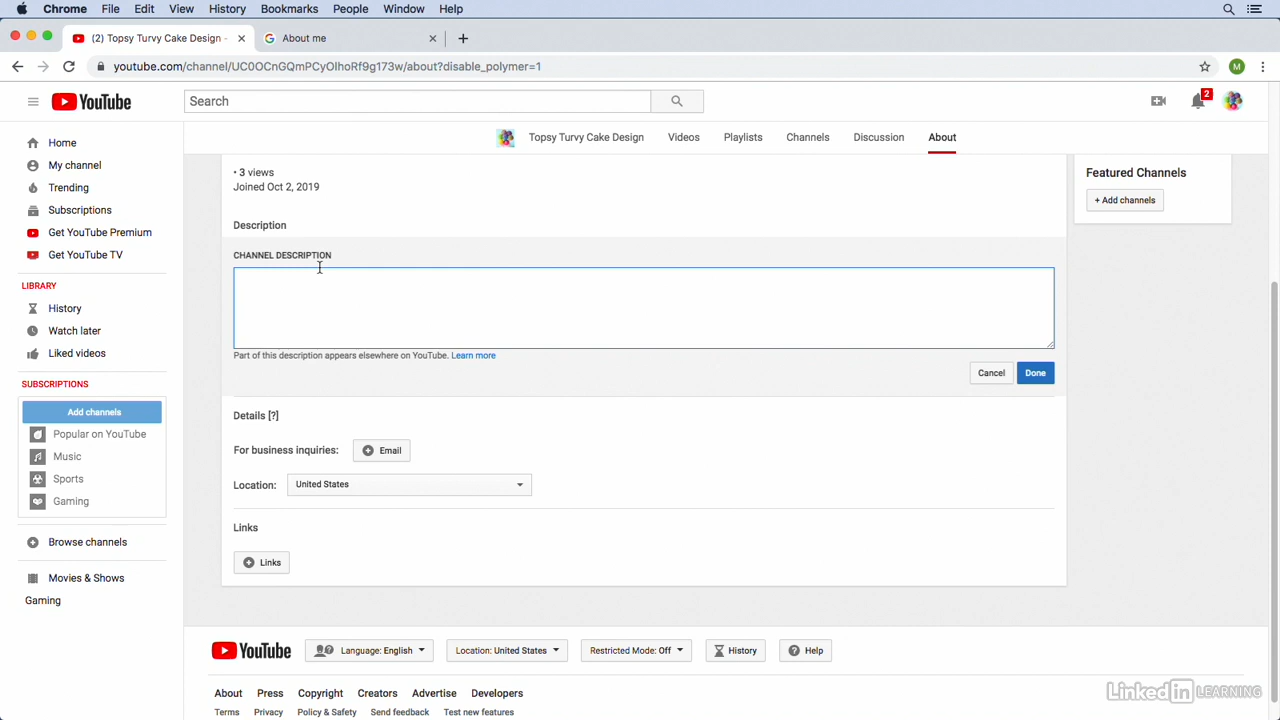 Chrome File Edit View History Bookmarks People Window Help
(2) Topsy Turvy Cake Design -
About me
youtube.com/channel/UC0OCnGQmPCyOlhoRf9g173w/about?disable_polymer=1
M
YouTube
Search
2
Topsy Turvy Cake Design Videos Playlists Channels Discussion About
Home
My channel
Trending
Subscriptions
Get YouTube Premium
Get YouTube TV
LIBRARY
History
Watch later
Liked videos
SUBSCRIPTIONS
Add channels
Popular on YouTube
Music
Sports
Gaming
Browse channels
Movies & Shows
Gaming
• 3 views
Joined Oct 2, 2019
Description
CHANNEL DESCRIPTION
Part of this description appears elsewhere on YouTube. Learn more
Cancel Done
Details [?]
For business inquiries: Email
Location: United States
Links
Links
Featured Channels
+ Add channels
YouTube Language: English Location: United States Restricted Mode: Off History Help
About Press Copyright Creators Advertise Developers
Terms Privacy Policy & Safety Send feedback Test new features
Linked in LEARNING